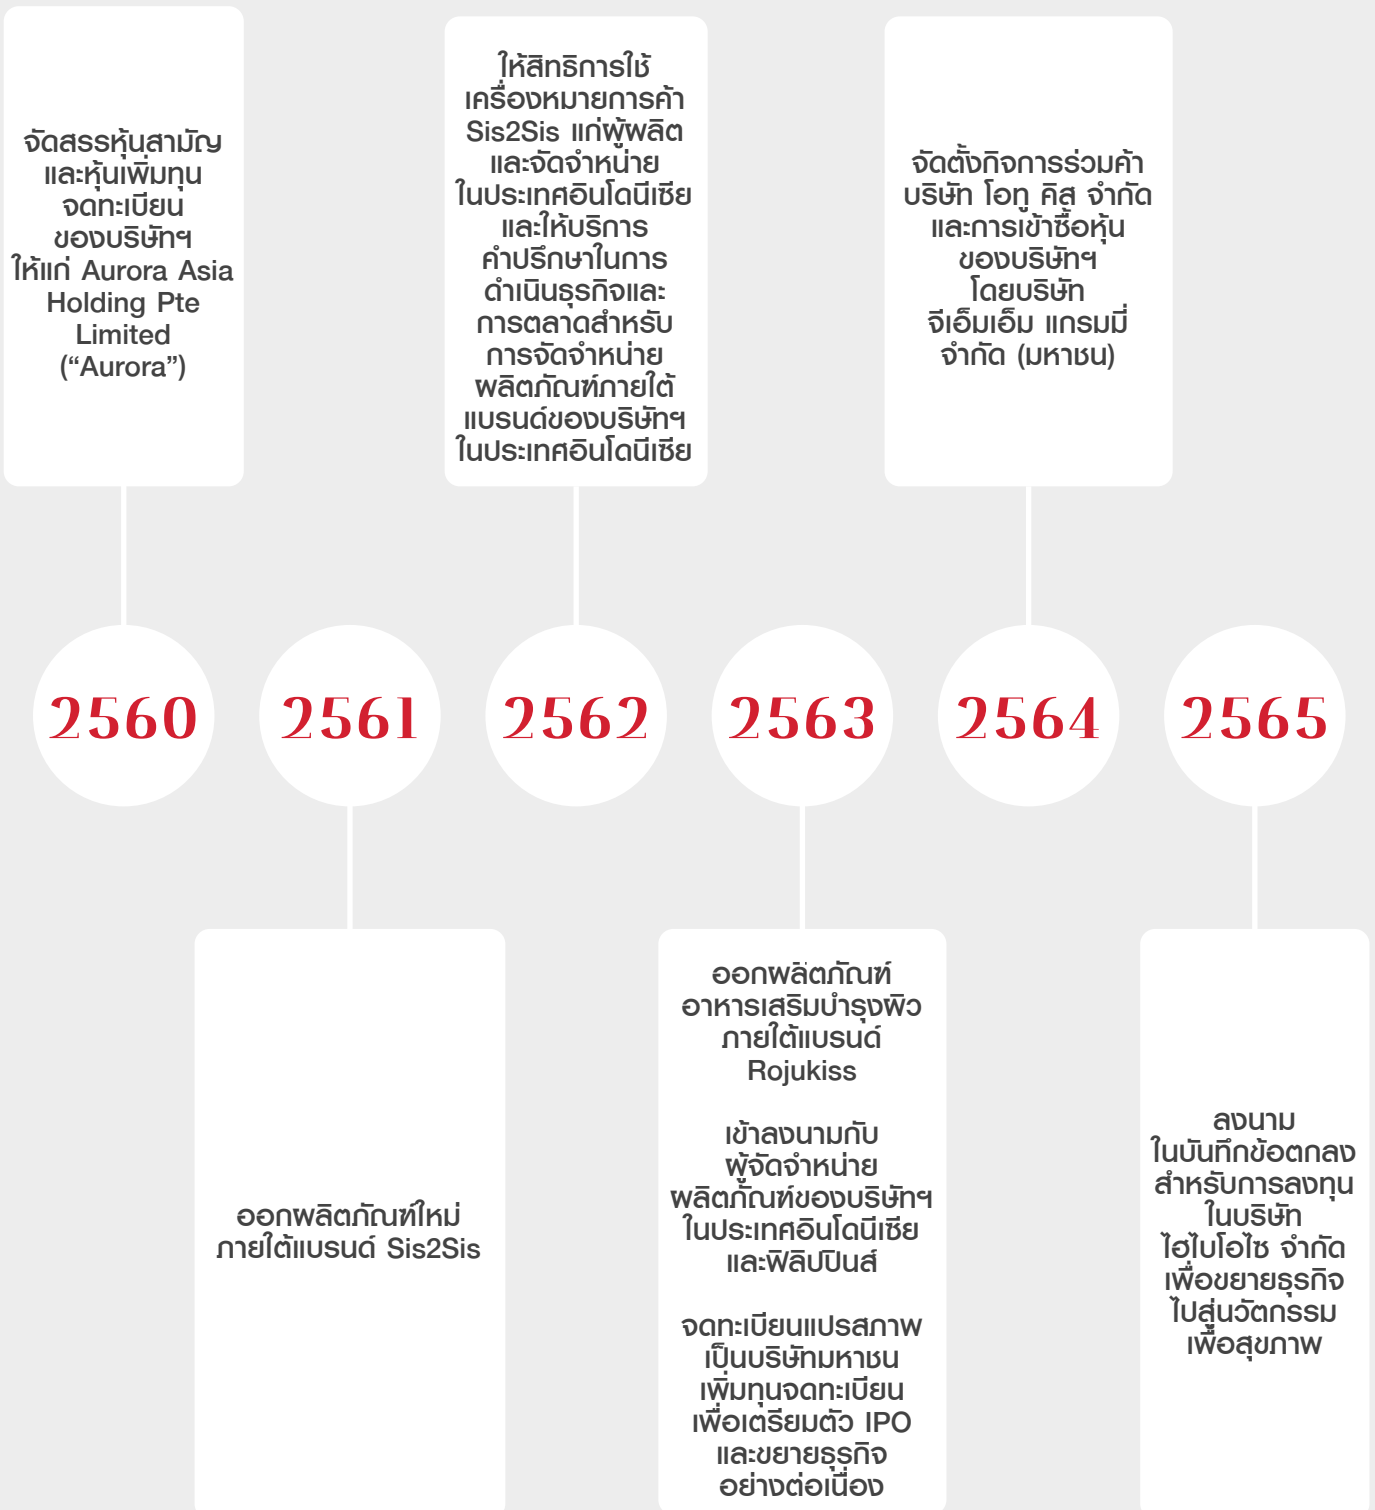 จัดสรรหุ้นสามัญ
และหุ้นเพิ่มทุน
จดทะเบียน
ของบริษัทฯ
ให้แก่ Aurora Asia
Holding Pte
Limited
(“Aurora”)
ให้สิทธิการใช้
เครื่องหมายการค้า
Sis2Sis แก่ผู้ผลิต
และจัดจำหน่าย
ในประเทศอินโดนีเซีย
และให้บริการ
คำปรึกษาในการ
ดำเนินธุรกิจและ
การตลาดสำหรับ
การจัดจำหน่าย
ผลิตภัณฑ์ภายใต้
แบรนด์ของบริษัทฯ
ในประเทศอินโดนีเซีย
จัดตั้งกิจการร่วมค้า
บริษัท โอทู คิส จำกัด
และการเข้าซื้อหุ้น
ของบริษัทฯ
โดยบริษัท
จีเอ็มเอ็ม แกรมมี่
จำกัด (มหาชน)
2560
2561
2562
2563
2564
2565
ออกผลิตภัณฑ์ใหม่
ภายใต้แบรนด์ Sis2Sis
ออกผลิตภัณฑ์
อาหารเสริมบำรุงผิว
ภายใต้แบรนด์
Rojukiss
เข้าลงนามกับ
ผู้จัดจำหน่าย
ผลิตภัณฑ์ของบริษัทฯ
ในประเทศอินโดนีเซีย
และฟิลิปปินส์
จดทะเบียนแปรสภาพ
เป็นบริษัทมหาชน
เพิ่มทุนจดทะเบียน
เพื่อเตรียมตัว IPO
และขยายธุรกิจ
อย่างต่อเนื่อง
ลงนาม
ในบันทึกข้อตกลง
สำหรับการลงทุน
ในบริษัท
ไฮไบโอไซ จำกัด
เพื่อขยายธุรกิจ
ไปสู่นวัตกรรม
เพื่อสุขภาพ